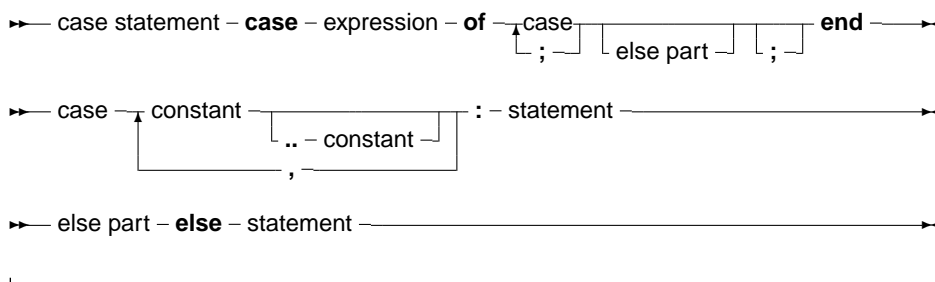 case statement case expression of case end
; else part ;
case constant : statement
.. constant
,
else part else statement